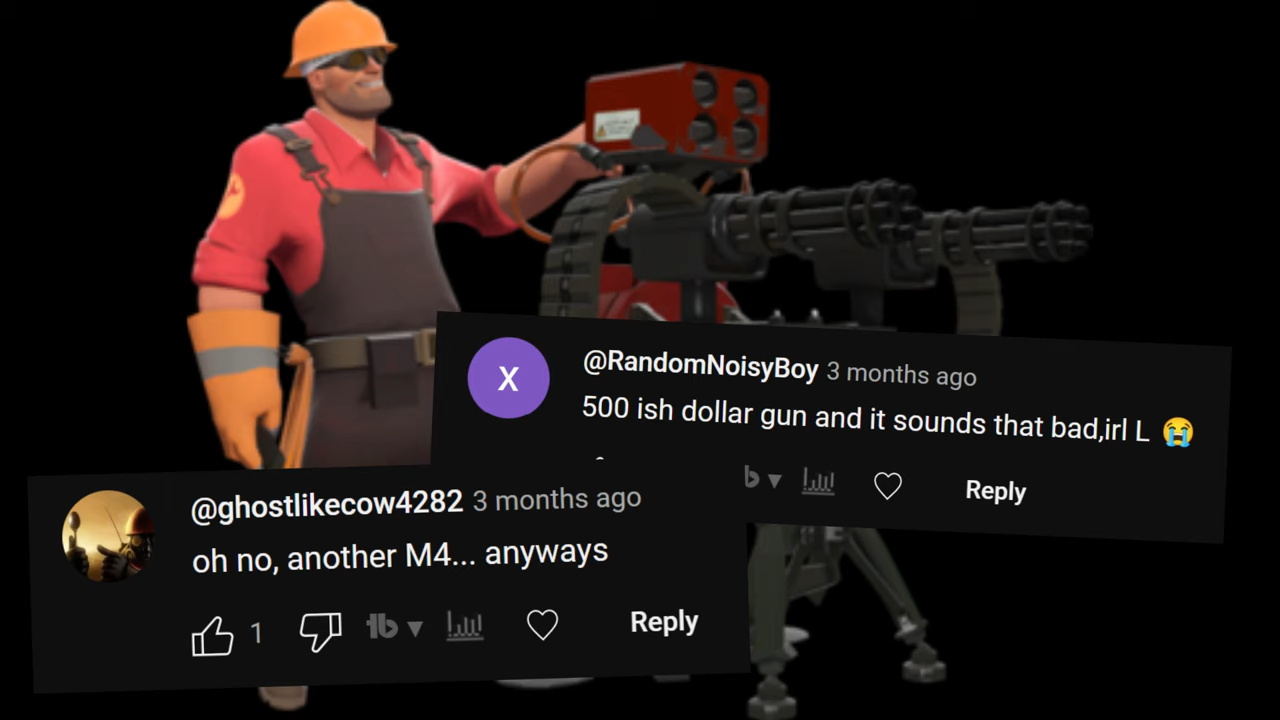 @RandomNoisyBoy 3 months ago
500 ish dollar gun and it sounds that bad,irl L 😭
Reply
@ghostlikecow4282 3 months ago
oh no, another M4... anyways
1
Reply